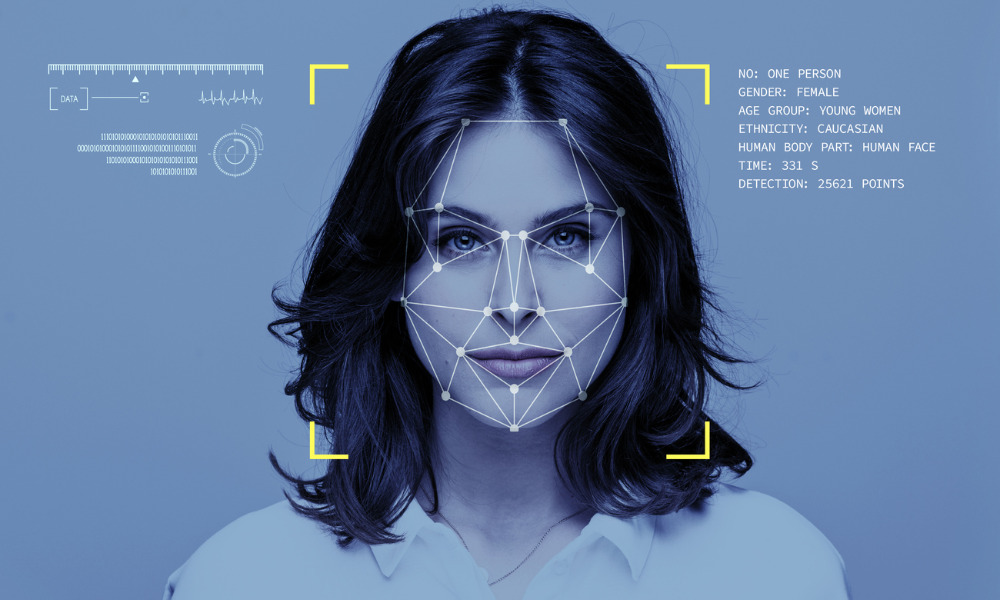 DATA
NO: ONE PERSON
GENDER: FEMALE
AGE GROUP: YOUNG WOMEN
ETHNICITY: CAUCASIAN
HUMAN BODY PART: HUMAN FACE
TIME: 331 S
DETECTION: 25621 POINTS